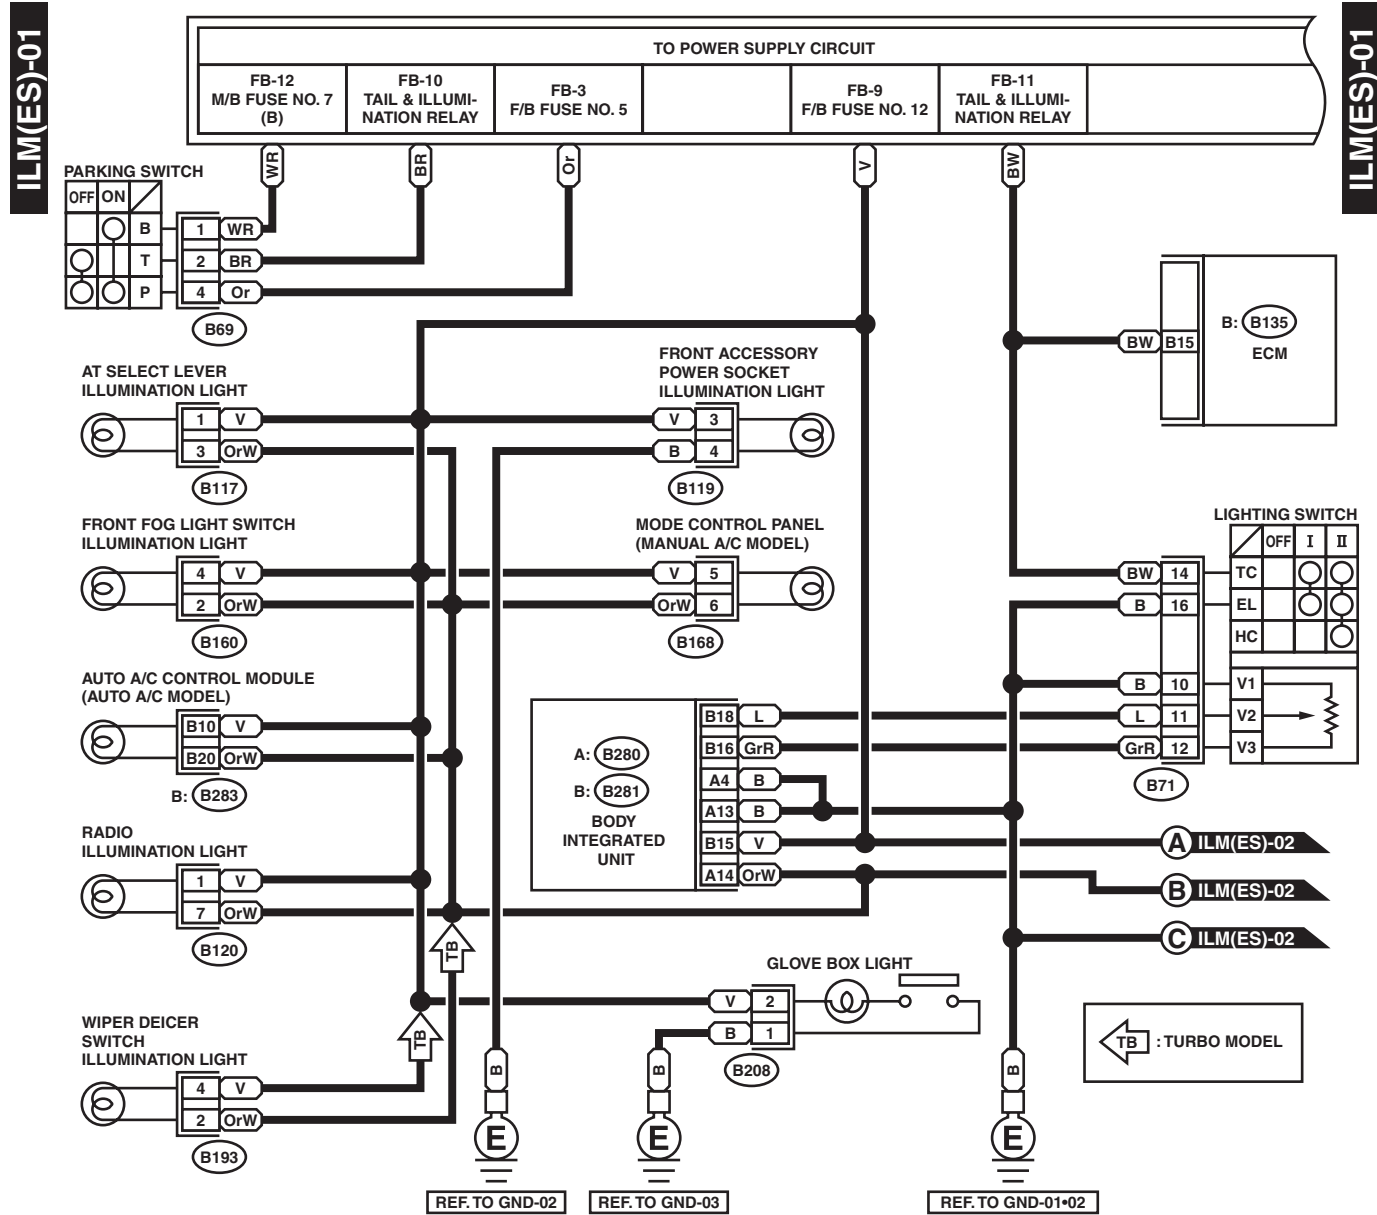 ILM(ES)-01
ILM(ES)-01
TO POWER SUPPLY CIRCUIT
FB-12
M/B FUSE NO. 7
(B)
FB-10
TAIL & ILLUMI-
NATION RELAY
FB-3
F/B FUSE NO. 5
FB-9
F/B FUSE NO. 12
FB-11
TAIL & ILLUMI-
NATION RELAY
WR
BR
Or
V
BW
PARKING SWITCH
OFF ON
B 1 WR
T 2 BR
P 4 Or
B69
BW B15
B: B135
ECM
AT SELECT LEVER
ILLUMINATION LIGHT
1 V
3 OrW
B117
FRONT ACCESSORY
POWER SOCKET
ILLUMINATION LIGHT
V 3
B 4
B119
FRONT FOG LIGHT SWITCH
ILLUMINATION LIGHT
4 V
2 OrW
B160
MODE CONTROL PANEL
(MANUAL A/C MODEL)
V 5
OrW 6
B168
LIGHTING SWITCH
OFF I II
BW 14 TC
B 16 EL
HC
B 10 V1
L 11 V2
GrR 12 V3
B71
AUTO A/C CONTROL MODULE
(AUTO A/C MODEL)
B10 V
B20 OrW
B: B283
A: B280
B: B281
BODY
INTEGRATED
UNIT
B18 L
B16 GrR
A4 B
A13 B
B15 V
A14 OrW
A ILM(ES)-02
B ILM(ES)-02
C ILM(ES)-02
RADIO
ILLUMINATION LIGHT
1 V
7 OrW
B120
TB
TB
GLOVE BOX LIGHT
V 2
B 1
B208
WIPER DEICER
SWITCH
ILLUMINATION LIGHT
4 V
2 OrW
B193
TB : TURBO MODEL
B
B
B
E
E
E
REF. TO GND-02
REF. TO GND-03
REF. TO GND-01•02